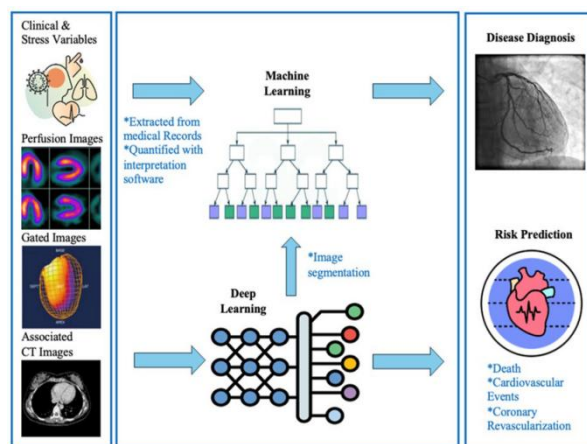 Clinical &
Stress Variables
Perfusion Images
Gated Images
Associated
CT Images
Machine
Learning
*Extracted from
medical Records
*Quantified with
interpretation
software
*Image
segmentation
Deep
Learning
Disease Diagnosis
Risk Prediction
*Death
*Cardiovascular
Events
*Coronary
Revascularization